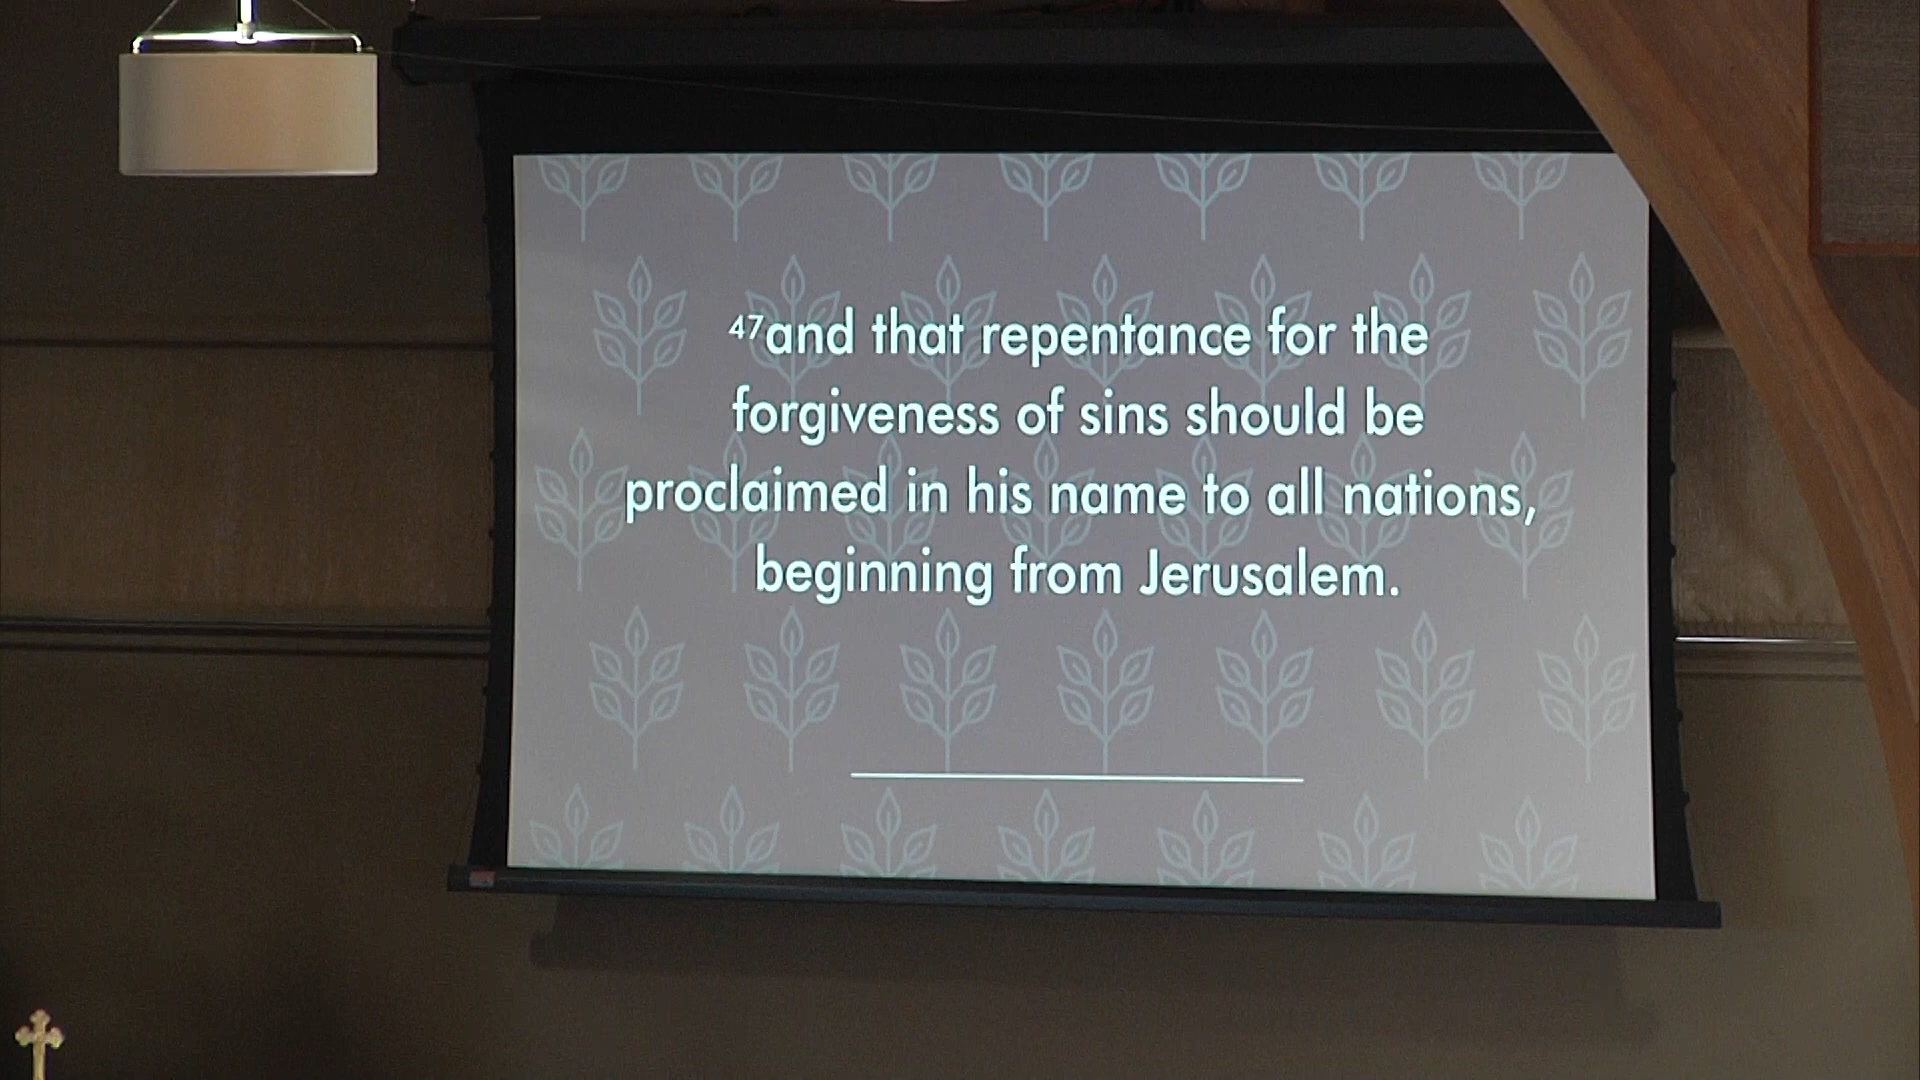 47and that repentance for the
forgiveness of sins should be
proclaimed in his name to all nations,
beginning from Jerusalem.